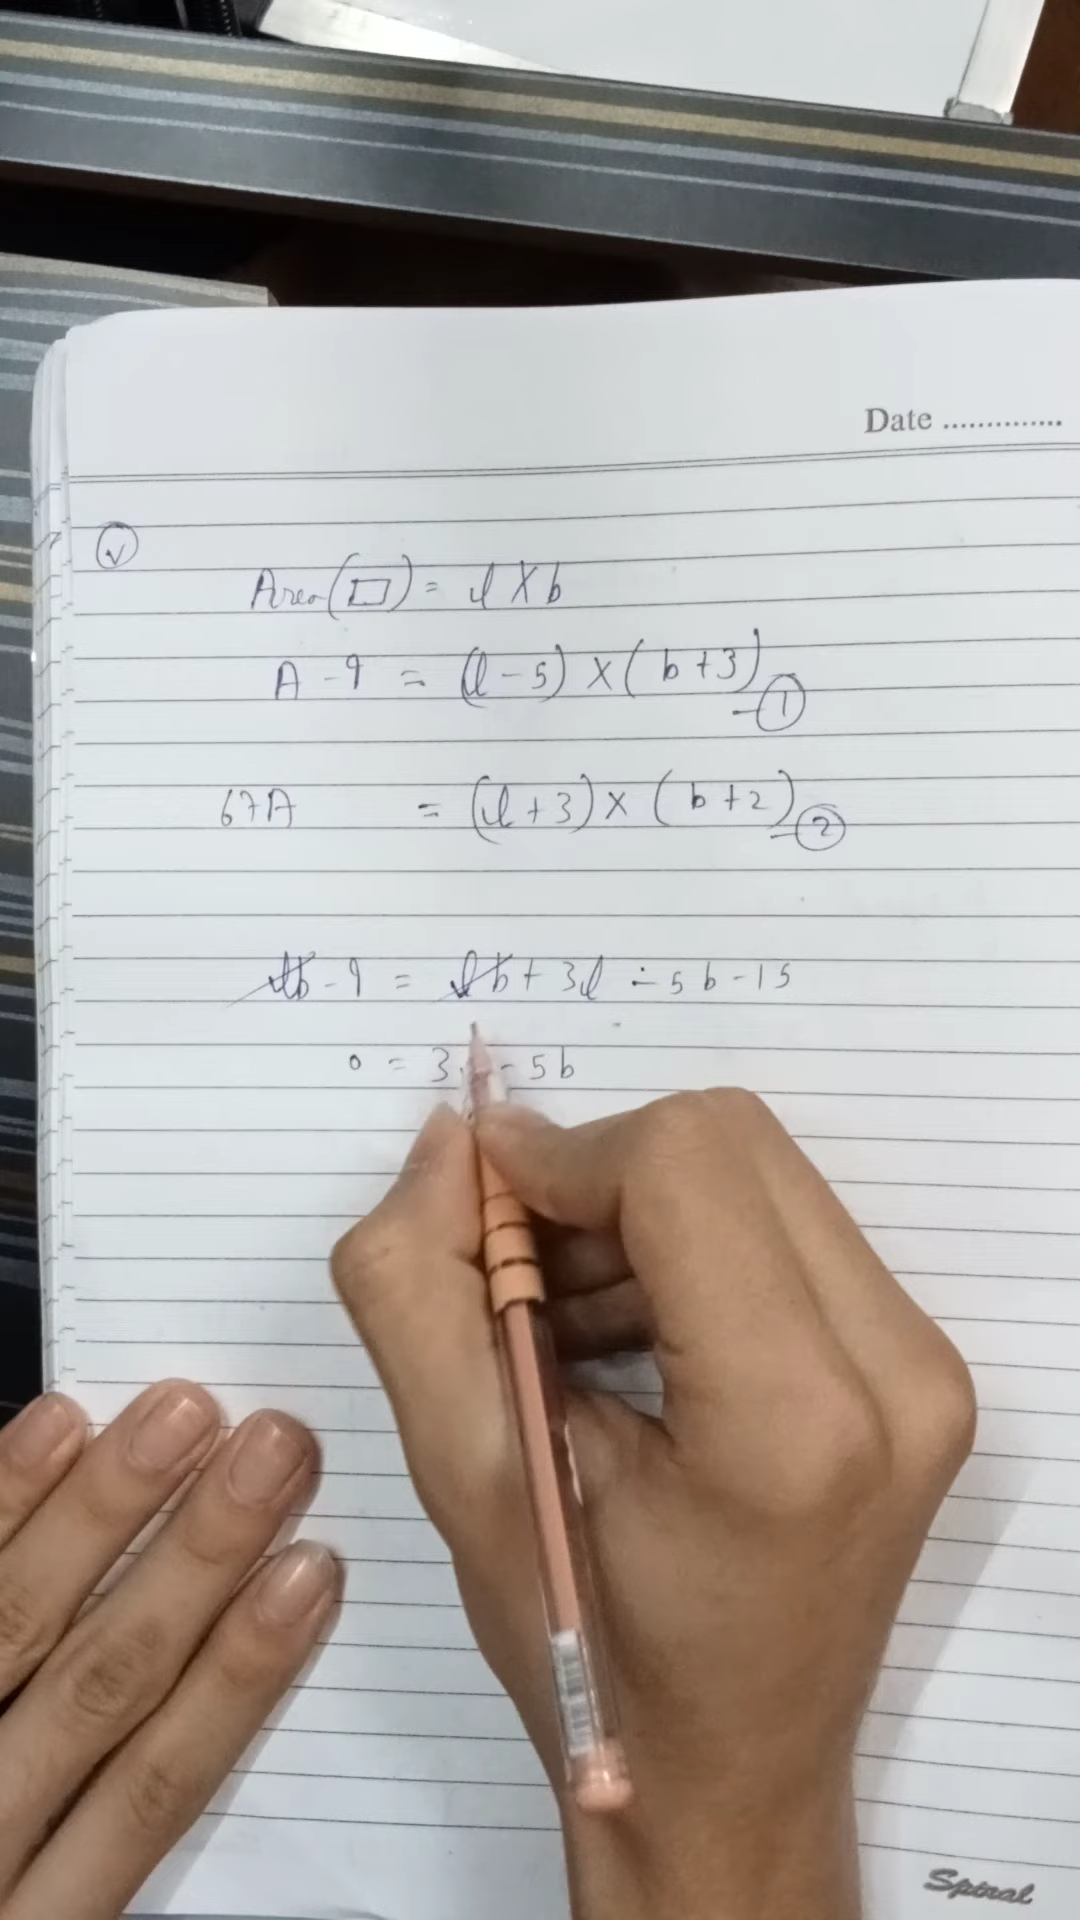 Date ..............
v
Area(▭) = l × b
A - 9 = (l - 5) × (b + 3) - ①
67A = (l + 3) × (b + 2) - ②
lb - 9 = lb + 3l - 5b - 15
0 = 3 - 5b
Spiral